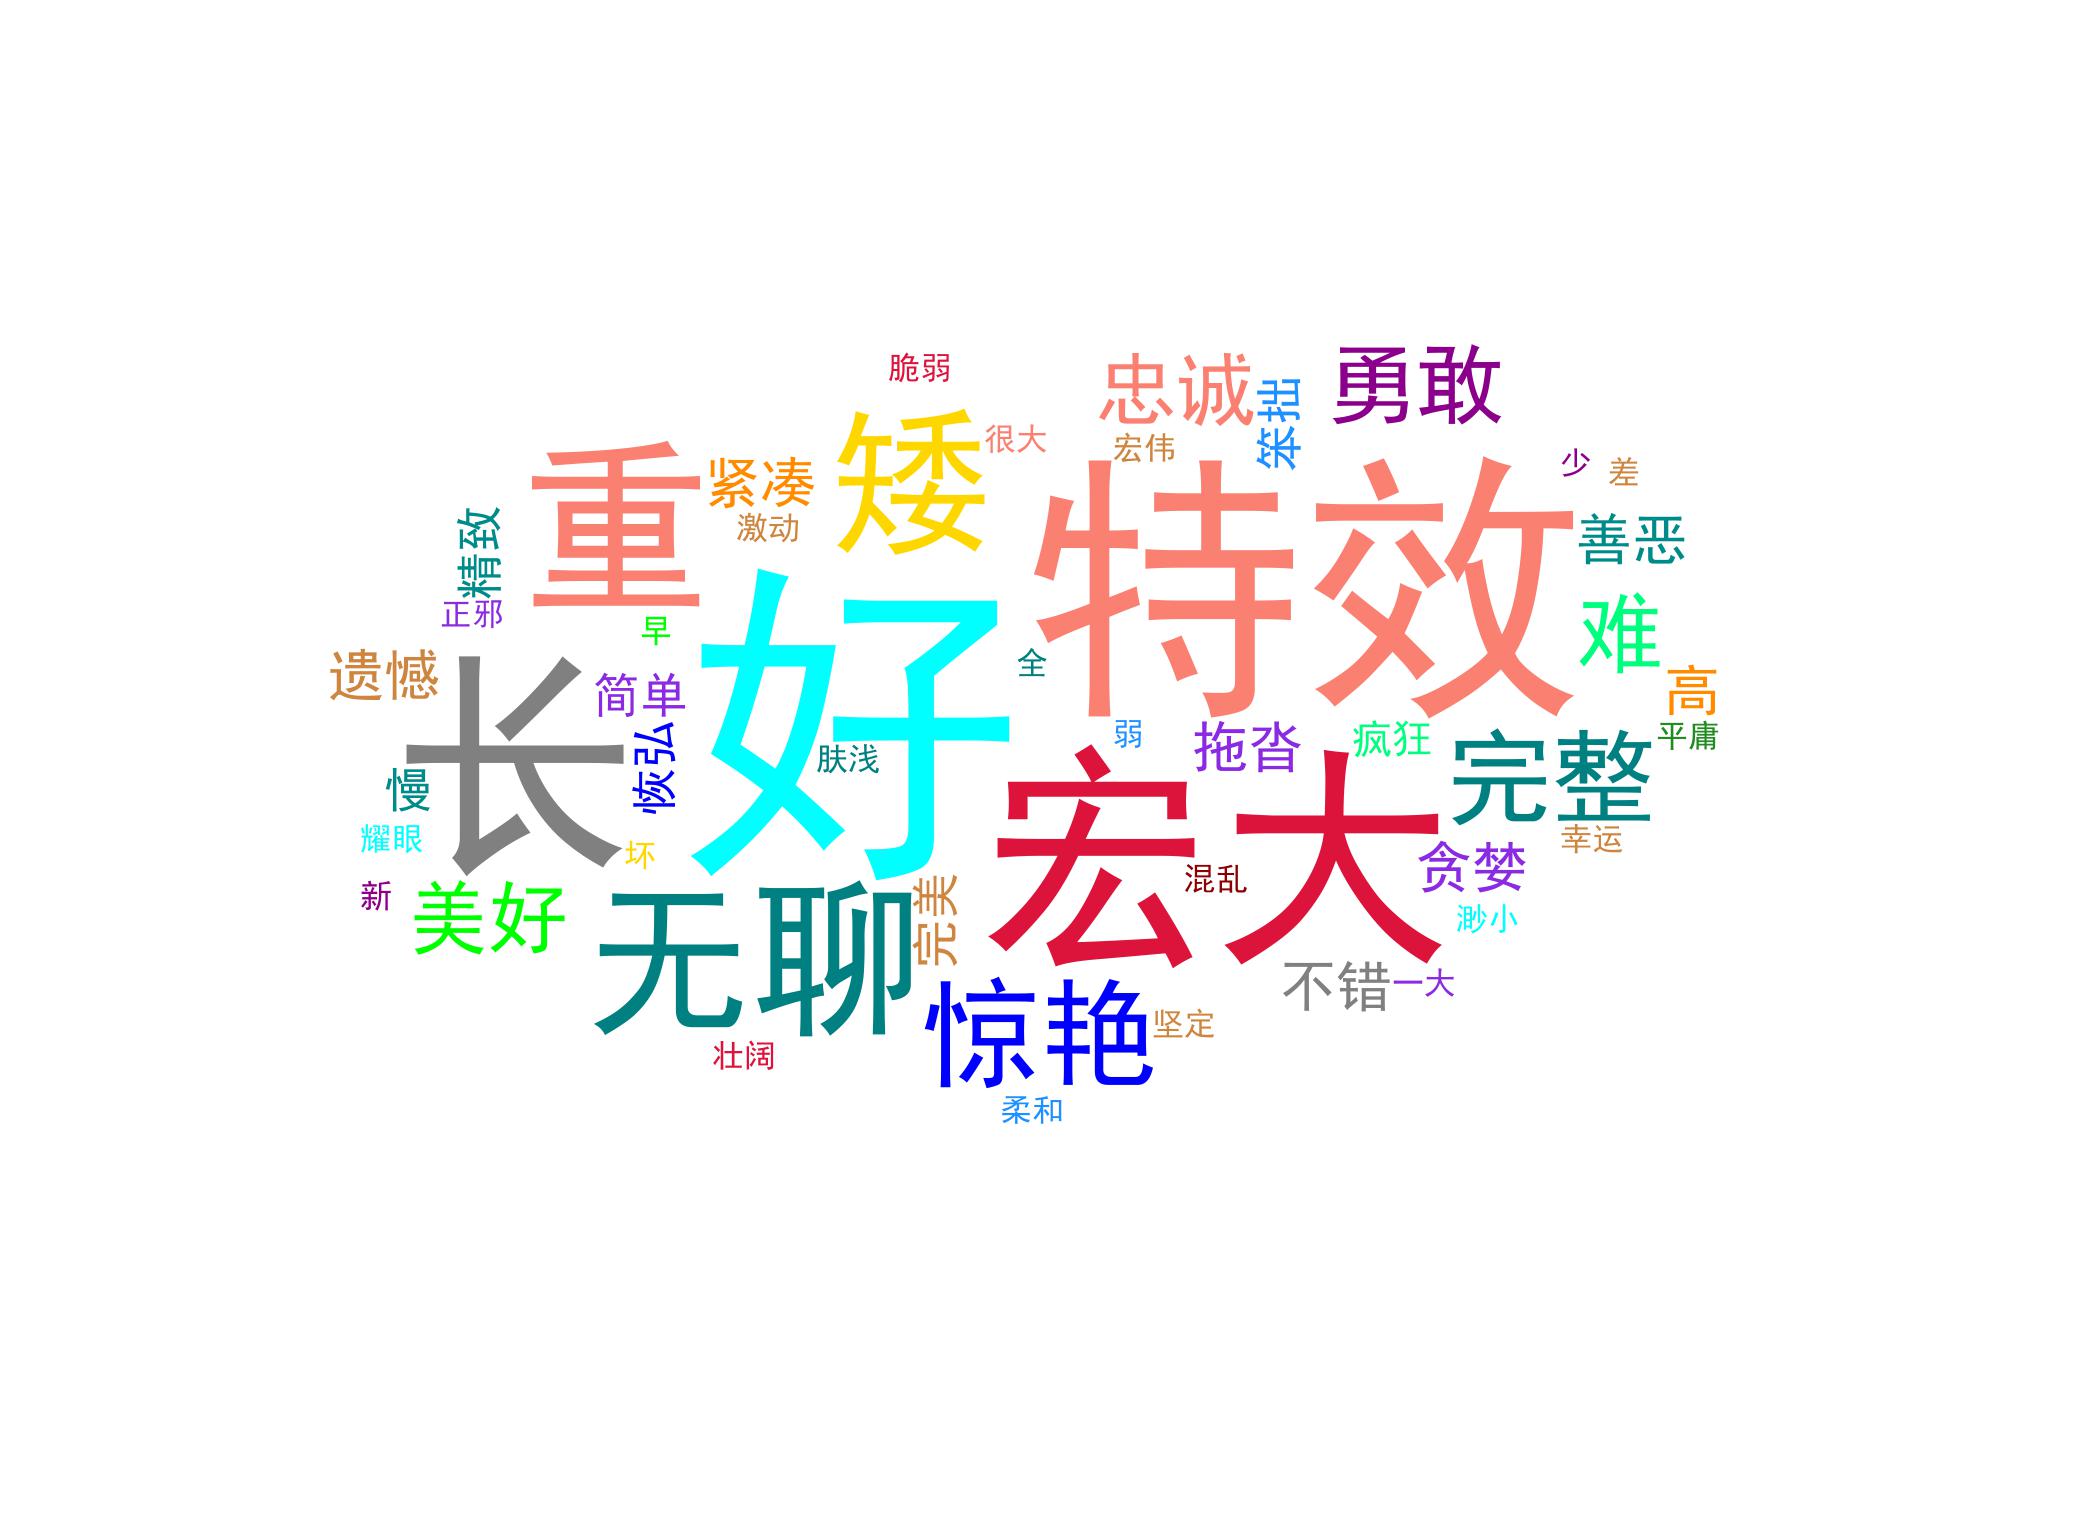 脆弱
忠诚
笨拙
勇敢
矮
很大
宏伟
重
紧凑
激动
特效
少
差
精致
善恶
正邪
早
好
难
遗憾
长
简单
全
高
恢弘
肤浅
弱
拖沓
疯狂
完整
平庸
慢
耀眼
坏
宏大
幸运
新
美好
无聊
完美
混乱
贪婪
渺小
惊艳
不错
一大
坚定
壮阔
柔和